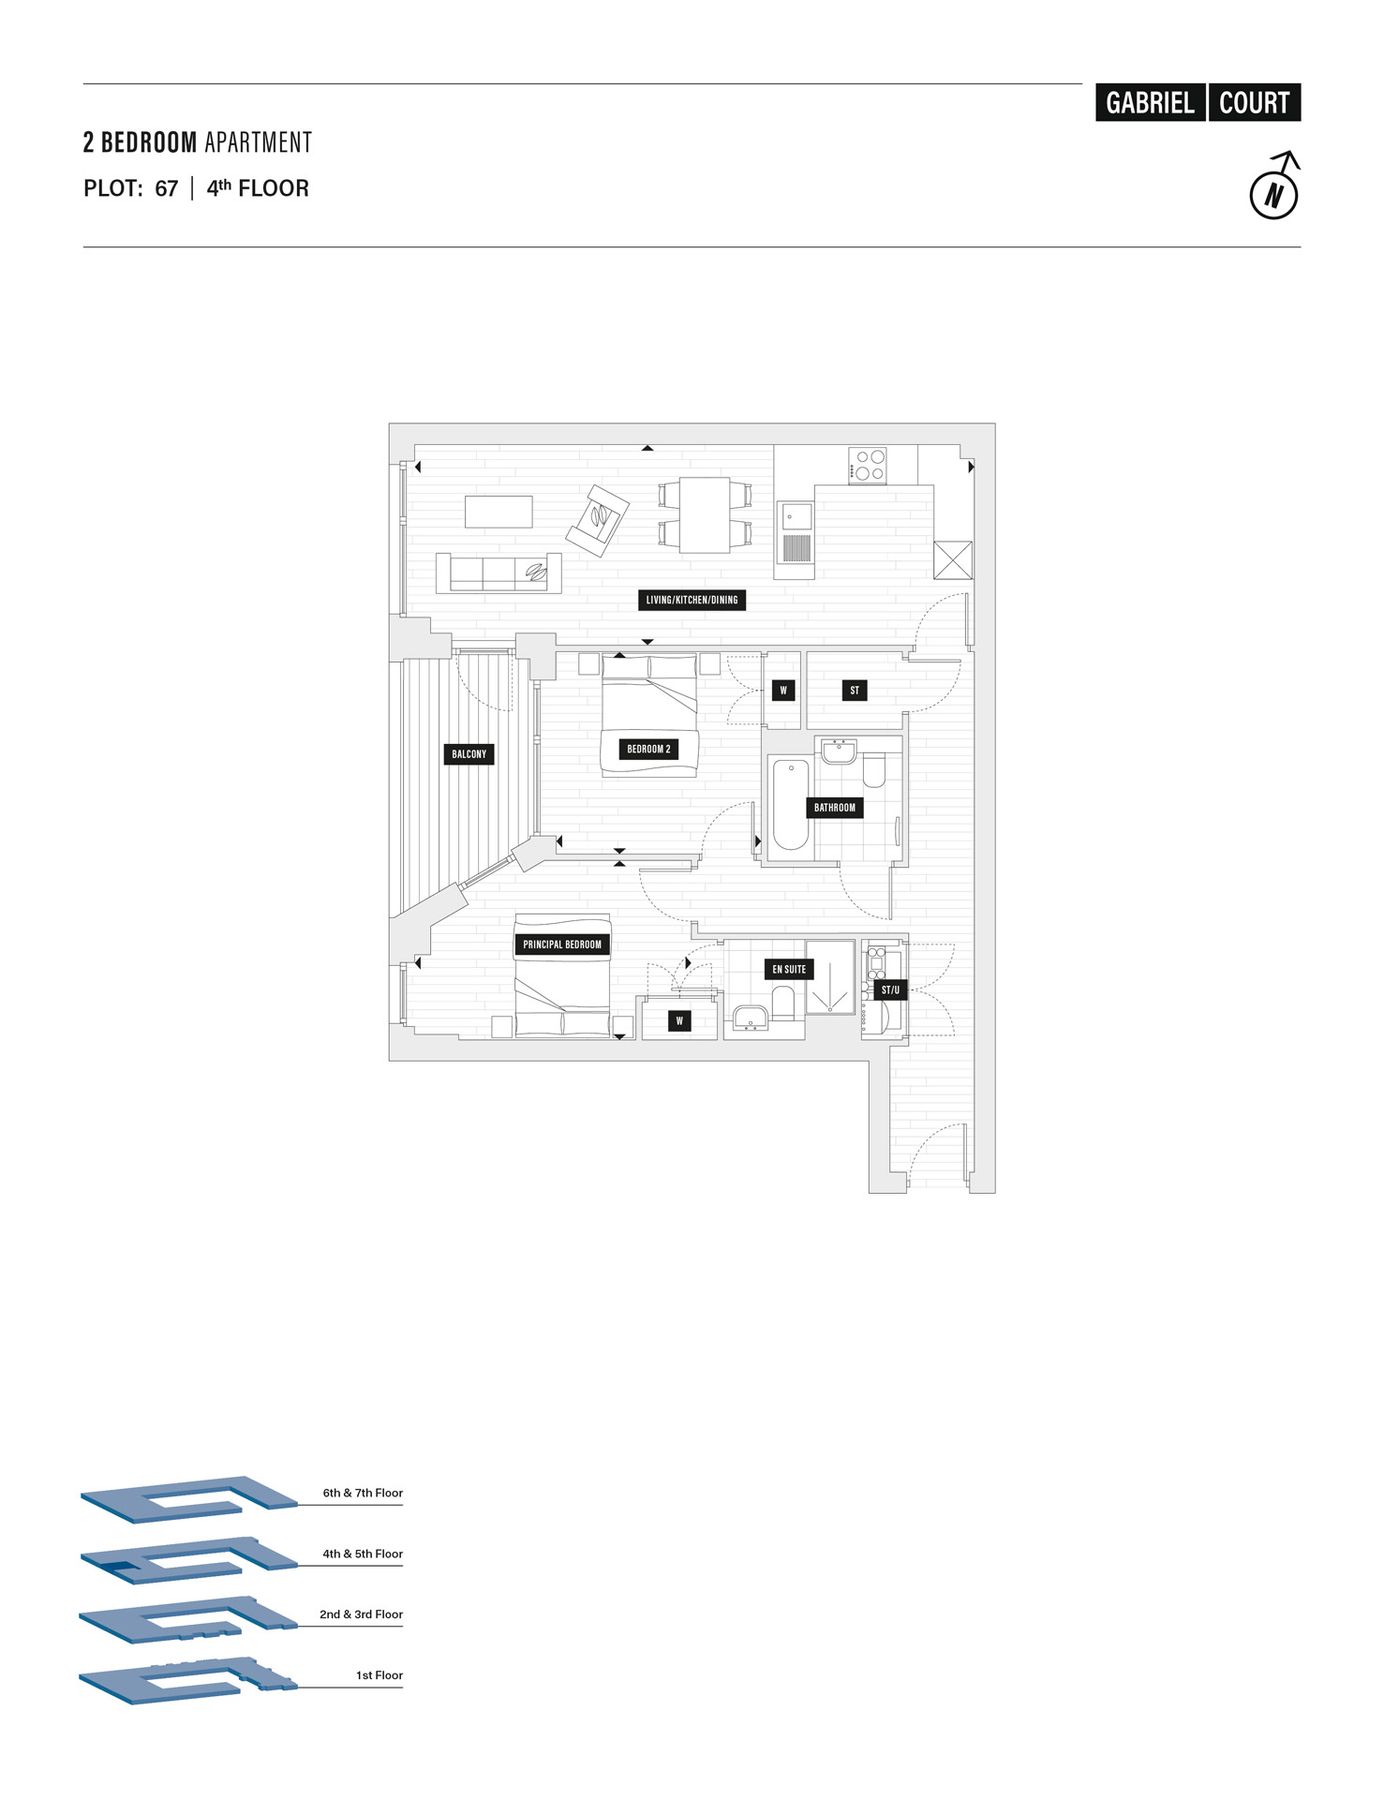 GABRIEL COURT
2 BEDROOM APARTMENT
PLOT: 67 | 4th FLOOR
N
LIVING/KITCHEN/DINING
W
ST
BEDROOM 2
BALCONY
BATHROOM
PRINCIPAL BEDROOM
EN SUITE
ST/U
W
6th & 7th Floor
4th & 5th Floor
2nd & 3rd Floor
1st Floor